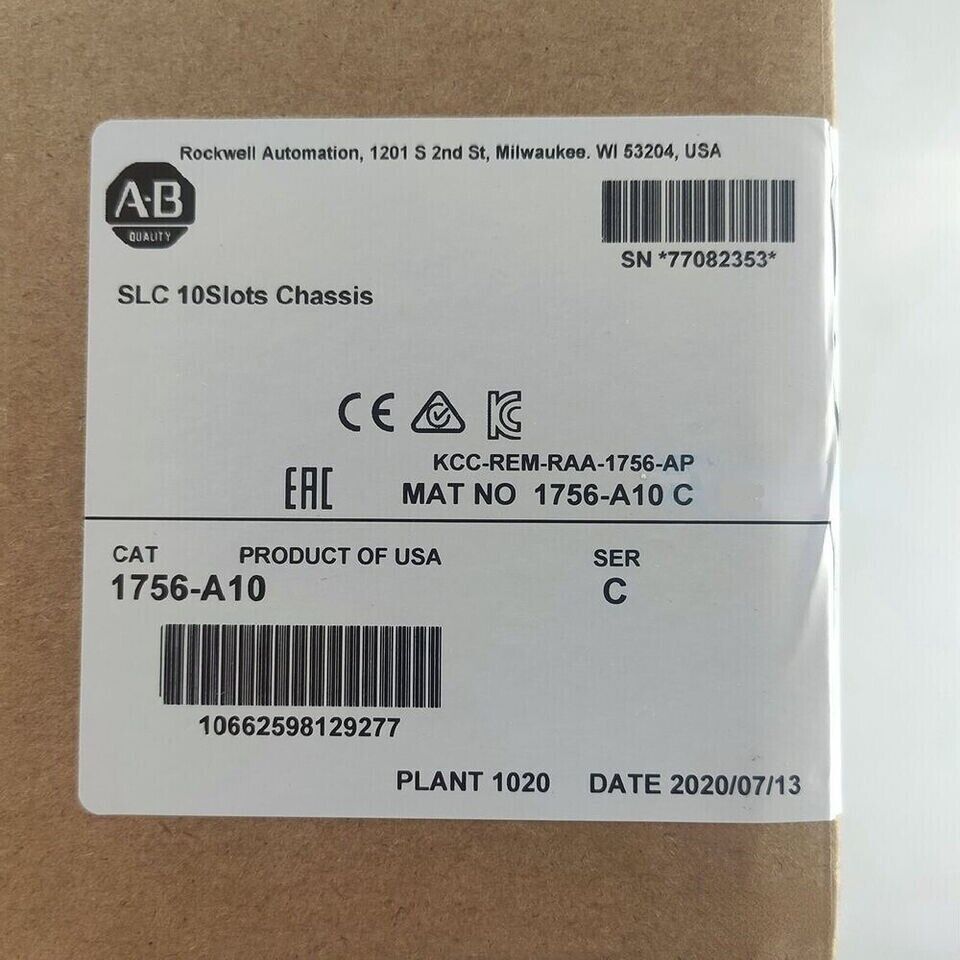 Rockwell Automation, 1201 S 2nd St, Milwaukee. WI 53204, USA
A-B
QUALITY
SN *77082353*
SLC 10Slots Chassis
CE
KCC-REM-RAA-1756-AP
EAC
MAT NO 1756-A10 C
CAT PRODUCT OF USA SER
1756-A10 C
10662598129277
PLANT 1020 DATE 2020/07/13